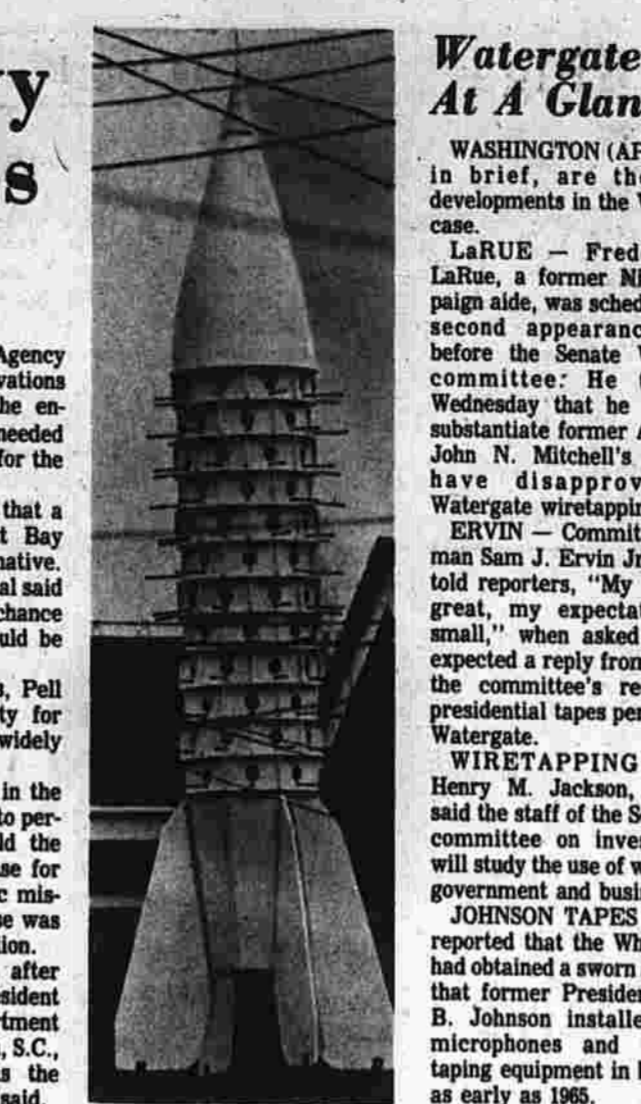 y
s
Agency
vations
he en-
needed
for the
that a
t Bay
native.
al said
chance
uld be
s, Pell
ty for
widely
in the
to per-
ld the
se for
c mis-
se was
ion.
after
sident
rtment
, S.C.,
s the
said.
Watergate
At A Glan
WASHINGTON (AP
in brief, are the
developments in the W
case.
LaRUE — Fred
LaRue, a former Ni
paign aide, was sched
second appearanc
before the Senate W
committee. He t
Wednesday that he
substantiate former A
John N. Mitchell's
have disapprov
Watergate wiretappin
ERVIN — Commit
man Sam J. Ervin Jr
told reporters, "My
great, my expecta
small," when asked
expected a reply from
the committee's re
presidential tapes per
Watergate.
WIRETAPPING
Henry M. Jackson,
said the staff of the S
committee on inves
will study the use of w
government and busi
JOHNSON TAPES
reported that the Wh
had obtained a sworn
that former Presiden
B. Johnson installe
microphones and
taping equipment in h
as early as 1965.